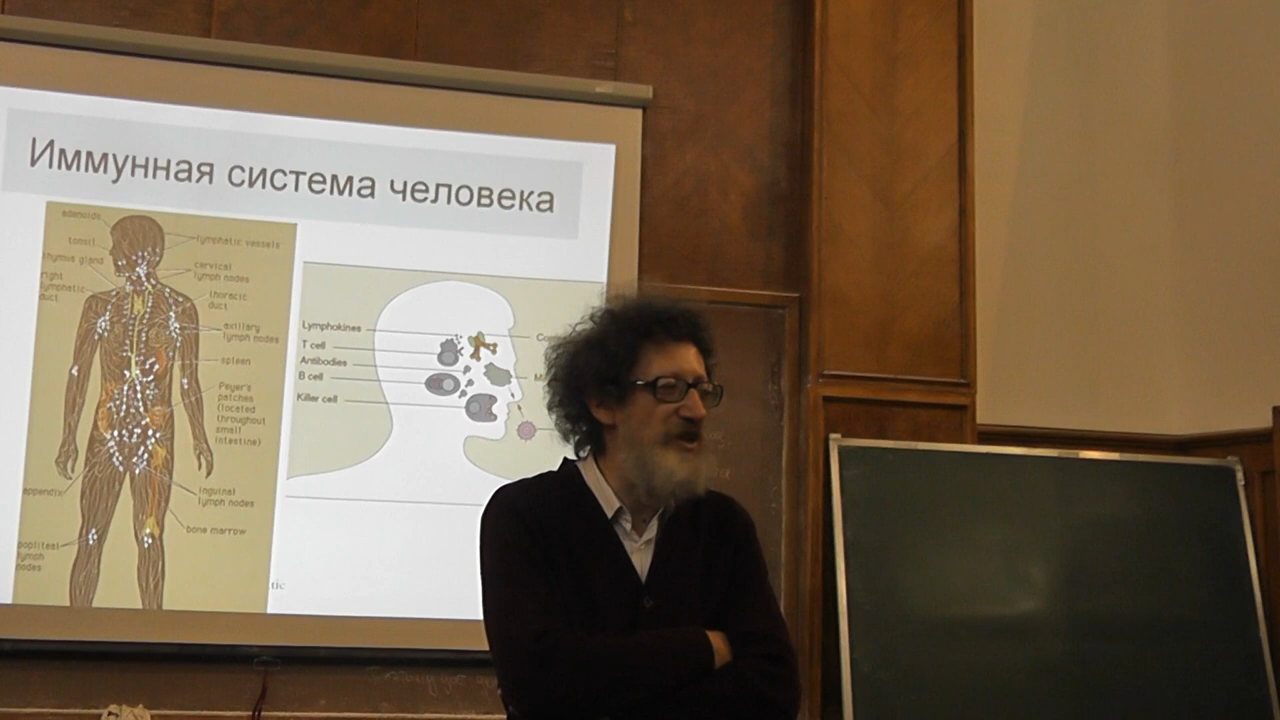 Иммунная система человека
adenoids
tonsil
thymus gland
right
lymphatic
duct
appendix
popliteal
lymph
nodes
lymphatic vessels
cervical
lymph nodes
thoracic
duct
axillary
lymph nodes
spleen
Peyer's
patches
(located
throughout
small
intestine)
inguinal
lymph nodes
bone marrow
Lymphokines
T cell
Antibodies
B cell
Killer cell
tic